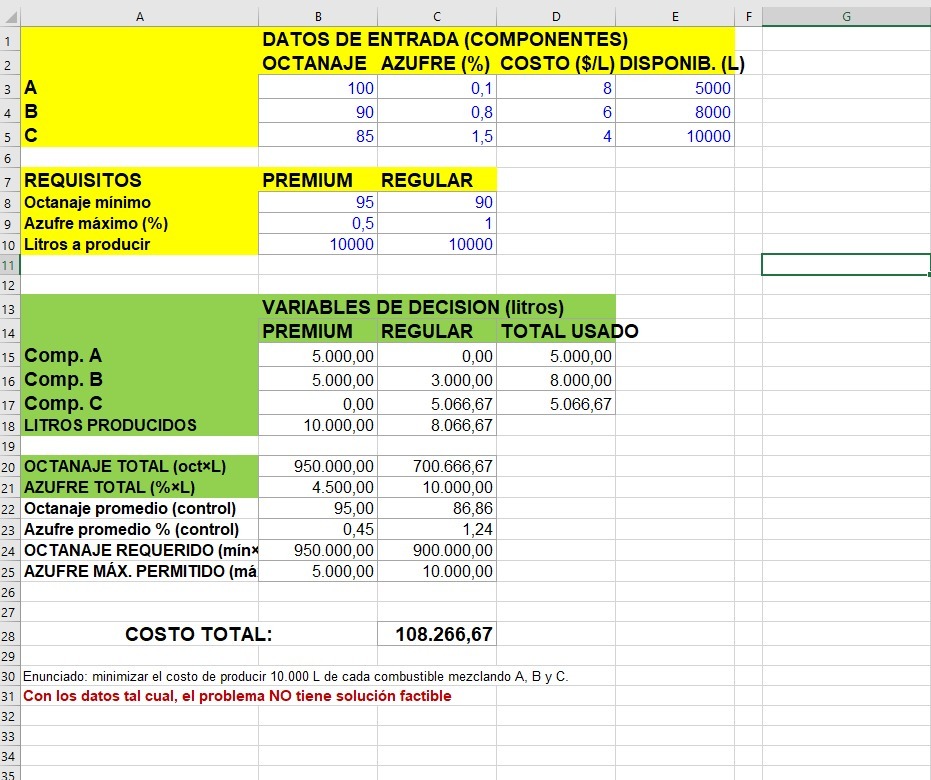 A B C D E F G
1 DATOS DE ENTRADA (COMPONENTES)
2 OCTANAJE AZUFRE (%) COSTO ($/L) DISPONIB. (L)
3 A 100 0,1 8 5000
4 B 90 0,8 6 8000
5 C 85 1,5 4 10000
6
7 REQUISITOS PREMIUM REGULAR
8 Octanaje mínimo 95 90
9 Azufre máximo (%) 0,5 1
10 Litros a producir 10000 10000
11
12
13 VARIABLES DE DECISION (litros)
14 PREMIUM REGULAR TOTAL USADO
15 Comp. A 5.000,00 0,00 5.000,00
16 Comp. B 5.000,00 3.000,00 8.000,00
17 Comp. C 0,00 5.066,67 5.066,67
18 LITROS PRODUCIDOS 10.000,00 8.066,67
19
20 OCTANAJE TOTAL (oct×L) 950.000,00 700.666,67
21 AZUFRE TOTAL (%×L) 4.500,00 10.000,00
22 Octanaje promedio (control) 95,00 86,86
23 Azufre promedio % (control) 0,45 1,24
24 OCTANAJE REQUERIDO (mín× 950.000,00 900.000,00
25 AZUFRE MÁX. PERMITIDO (má 5.000,00 10.000,00
26
27
28 COSTO TOTAL: 108.266,67
29
30 Enunciado: minimizar el costo de producir 10.000 L de cada combustible mezclando A, B y C.
31 Con los datos tal cual, el problema NO tiene solución factible
32
33
34
35